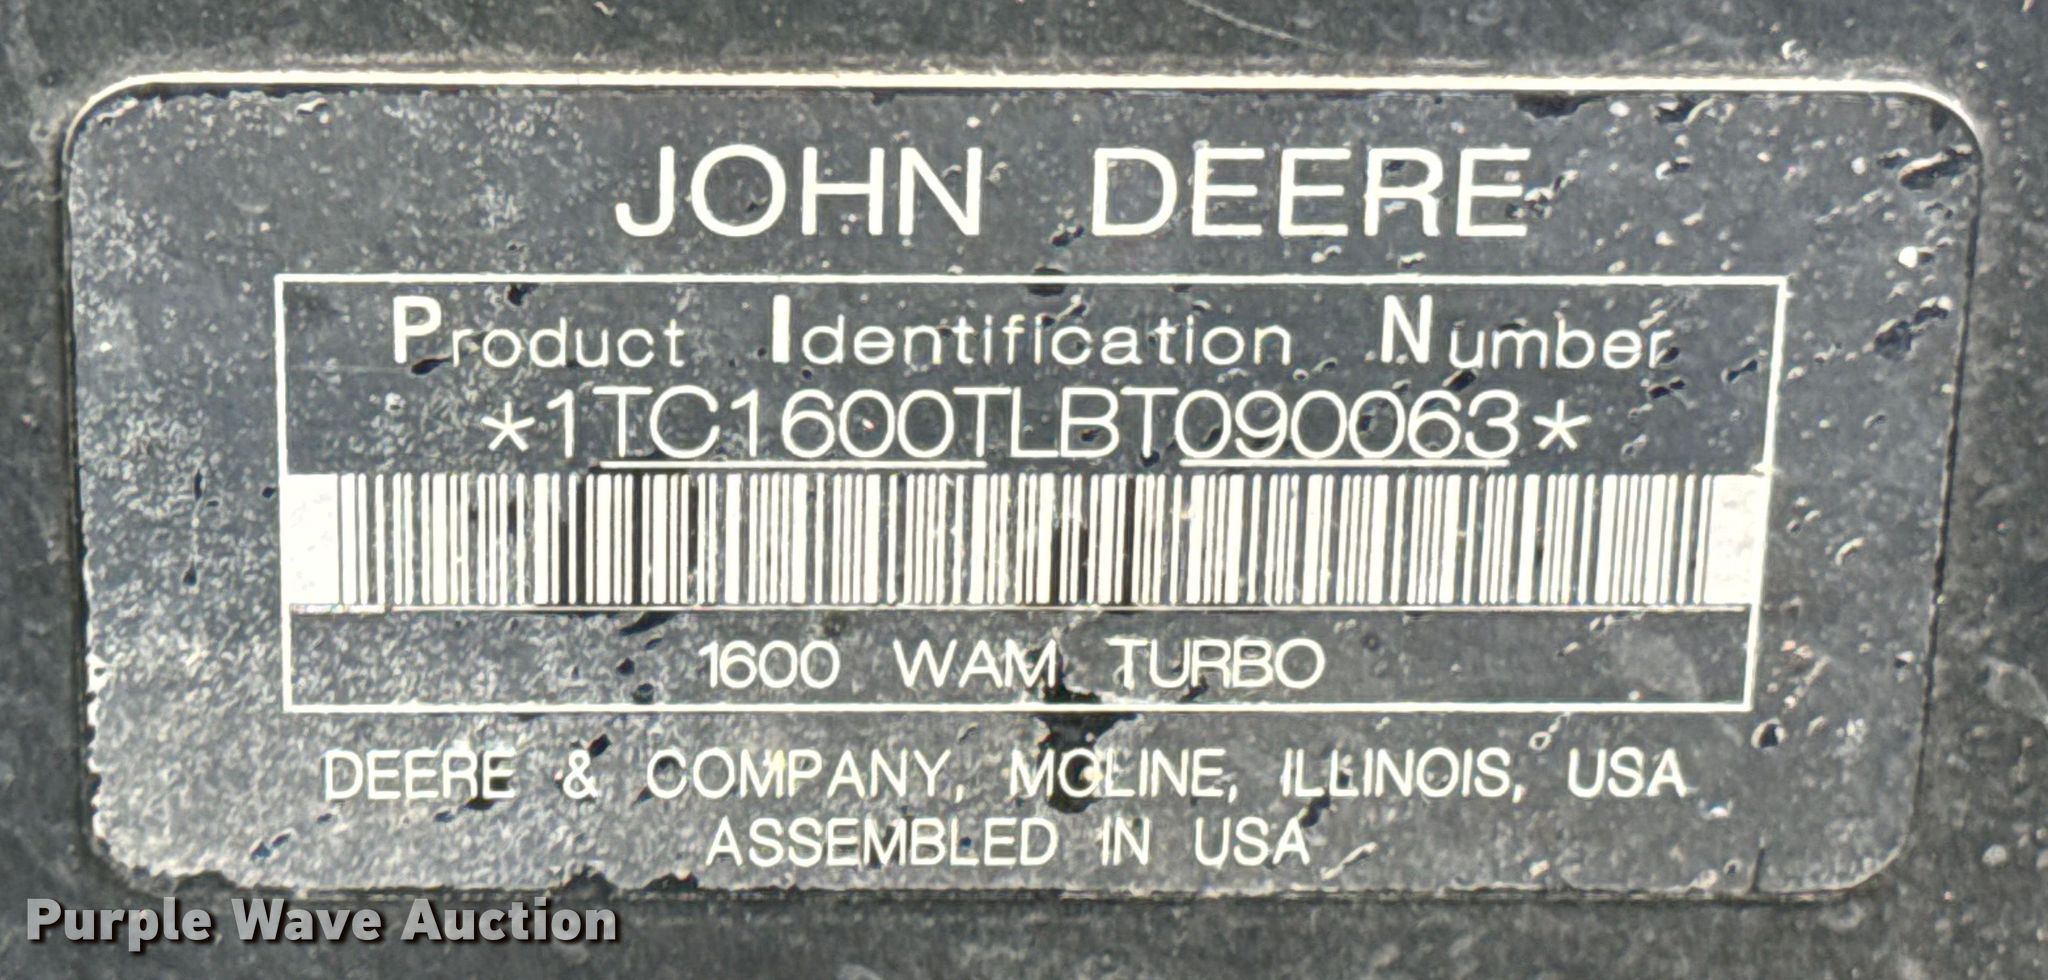 JOHN DEERE
Product Identification Number
*1TC1600TLBT090063*
1600 WAM TURBO
DEERE & COMPANY, MOLINE, ILLINOIS, USA
ASSEMBLED IN USA
Purple Wave Auction